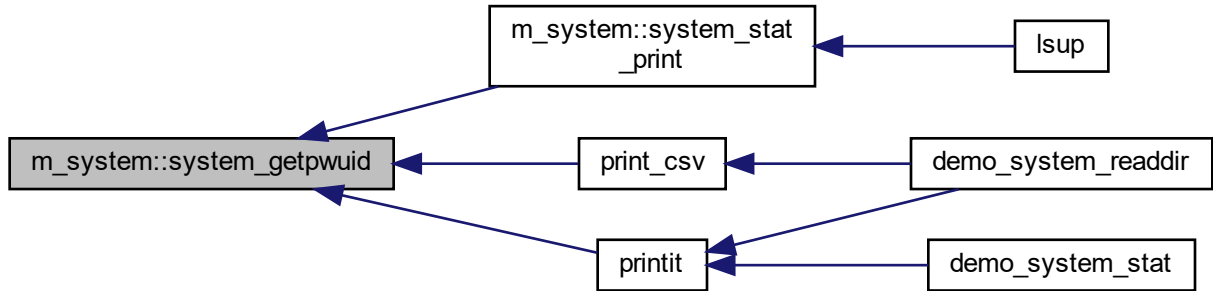 m_system::system_stat
_print
lsup
m_system::system_getpwuid
print_csv
demo_system_readdir
printit
demo_system_stat